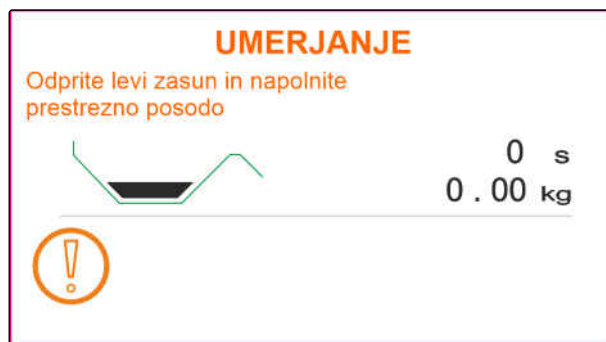 UMERJANJE
Odprite levi zasun in napolnite
prestrezno posodo
0 s
0 . 00 kg